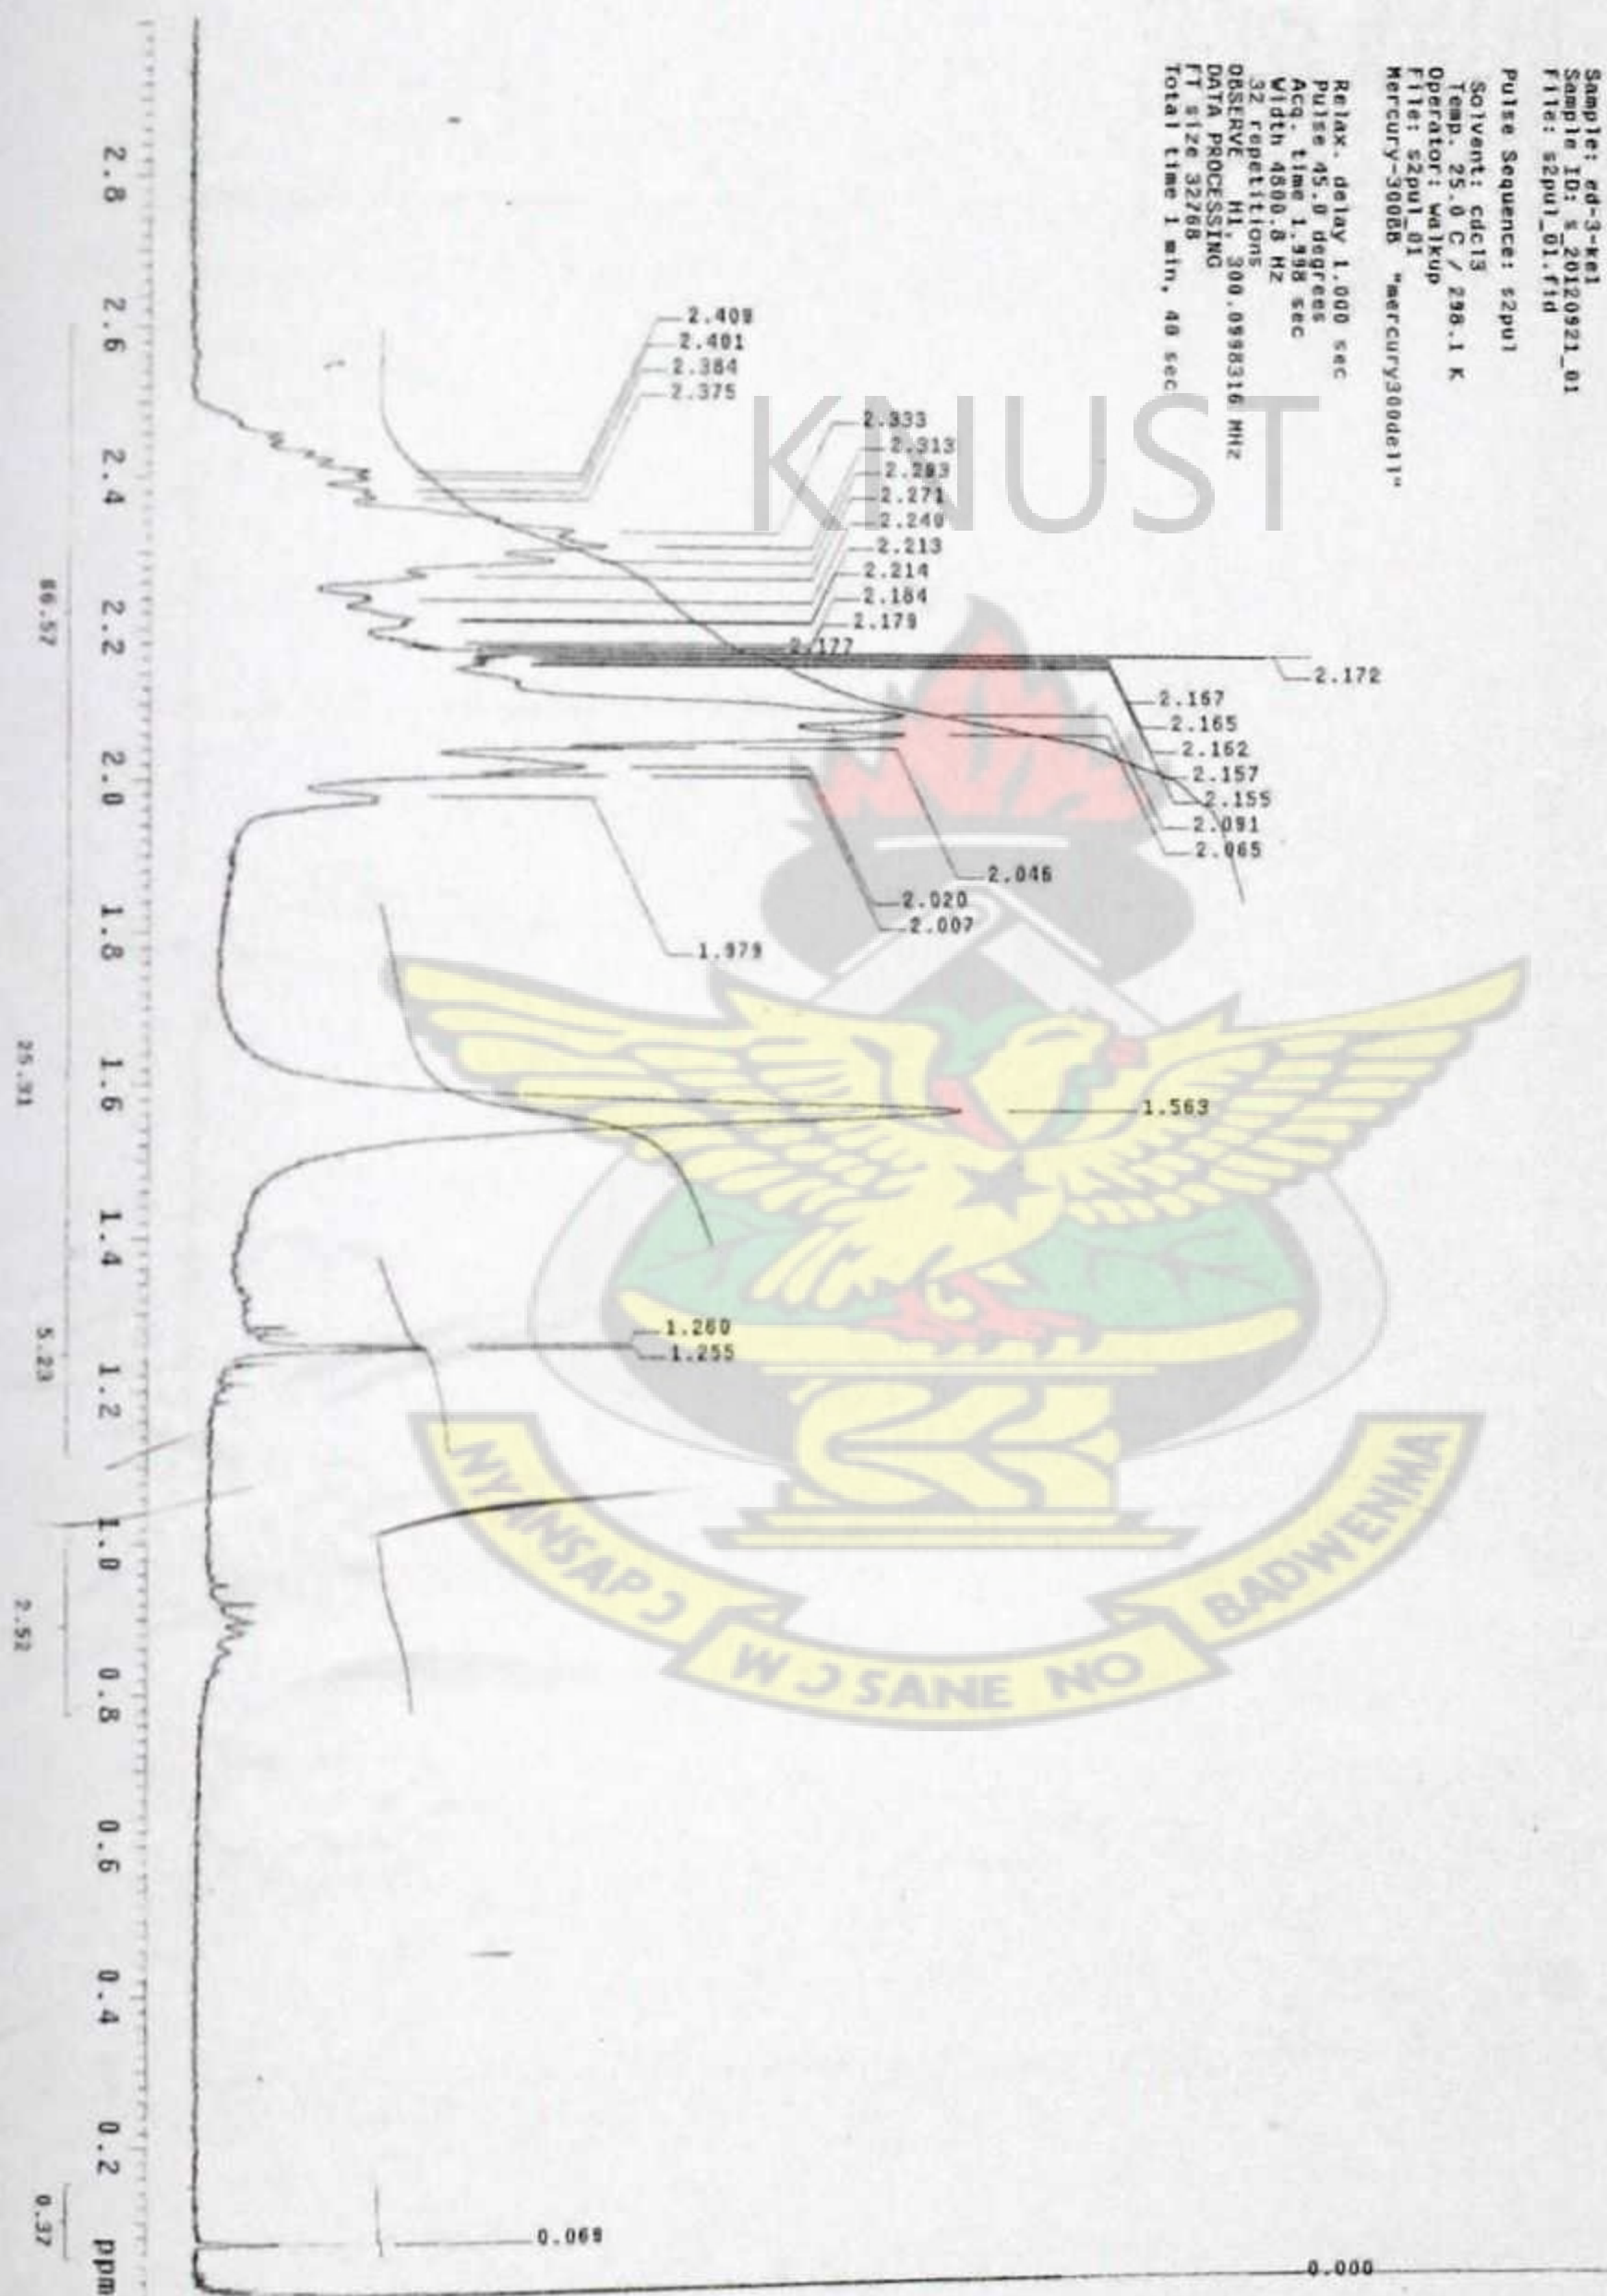 Sample: ed-3-kel
Sample ID: s_20120921_01
File: s2pul_01.fid
Pulse Sequence: s2pul
Solvent: cdcl3
Temp. 25.0 C / 298.1 K
Operator: walkup
File: s2pul_01
Mercury-300BB "mercury300dell"
Relax. delay 1.000 sec
Pulse 45.0 degrees
Acq. time 1.998 sec
Width 4800.8 Hz
32 repetitions
OBSERVE H1, 300.0998316 MHz
DATA PROCESSING
FT size 32768
Total time 1 min, 40 sec
KNUST
2.409
2.401
2.384
2.375
2.333
2.313
2.293
2.271
2.240
2.213
2.214
2.184
2.179
2.177
2.172
2.167
2.165
2.162
2.157
2.155
2.091
2.065
2.046
2.020
2.007
1.979
1.563
1.260
1.255
0.069
0.000
NYANSAPƆ WƆSANE NO BADWENMA
2.8 2.6 2.4 2.2 2.0 1.8 1.6 1.4 1.2 1.0 0.8 0.6 0.4 0.2 ppm
66.57 25.31 5.23 2.52 0.37